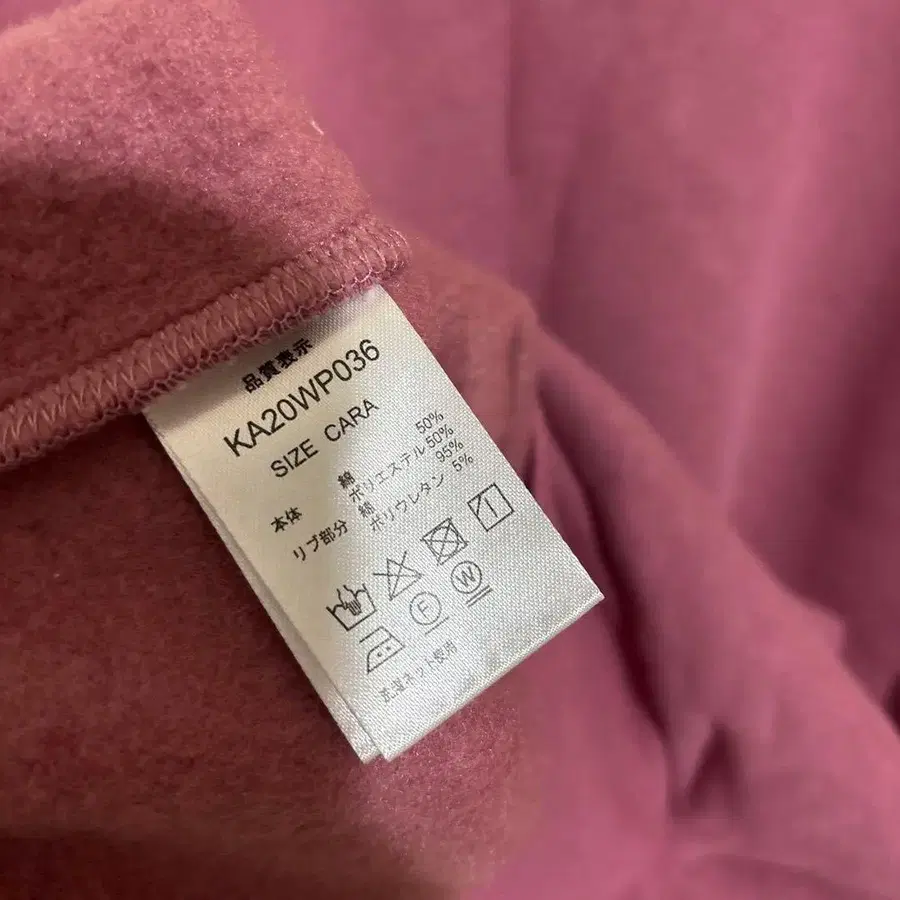 品質表示
KA20WP036
SIZE CARA
本体 綿 50%
ポリエステル 50%
リブ部分 綿 95%
ポリウレタン 5%
F W
洗濯ネット使用